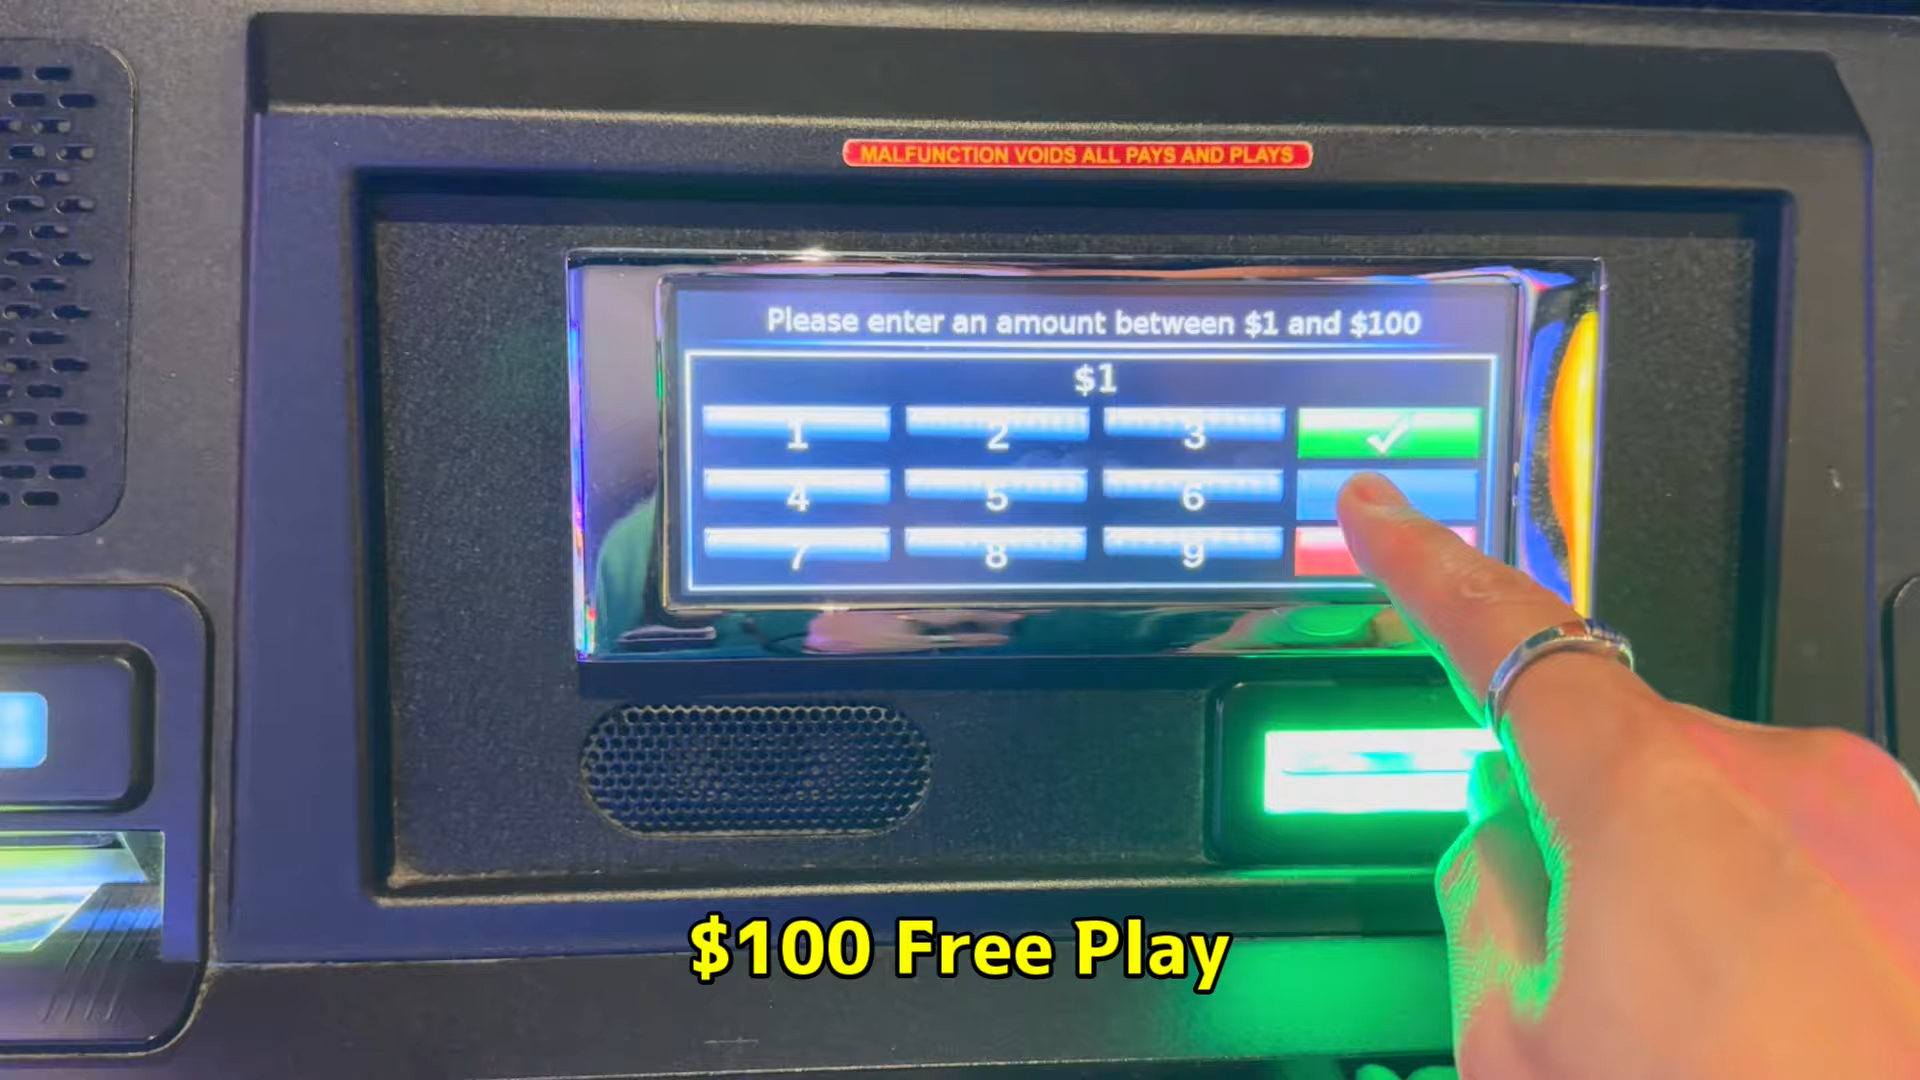 MALFUNCTION VOIDS ALL PAYS AND PLAYS
Please enter an amount between $1 and $100
$1
1 2 3 ✓
4 5 6
7 8 9
$100 Free Play